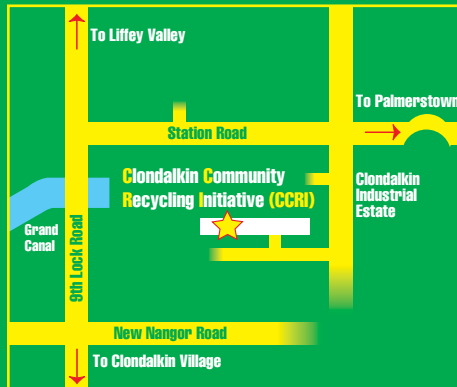 To Liffey Valley
To Palmerstown
Station Road
Clondalkin Community
Recycling Initiative (CCRI)
Clondalkin
Industrial
Estate
Grand
Canal
9th Lock Road
New Nangor Road
To Clondalkin Village